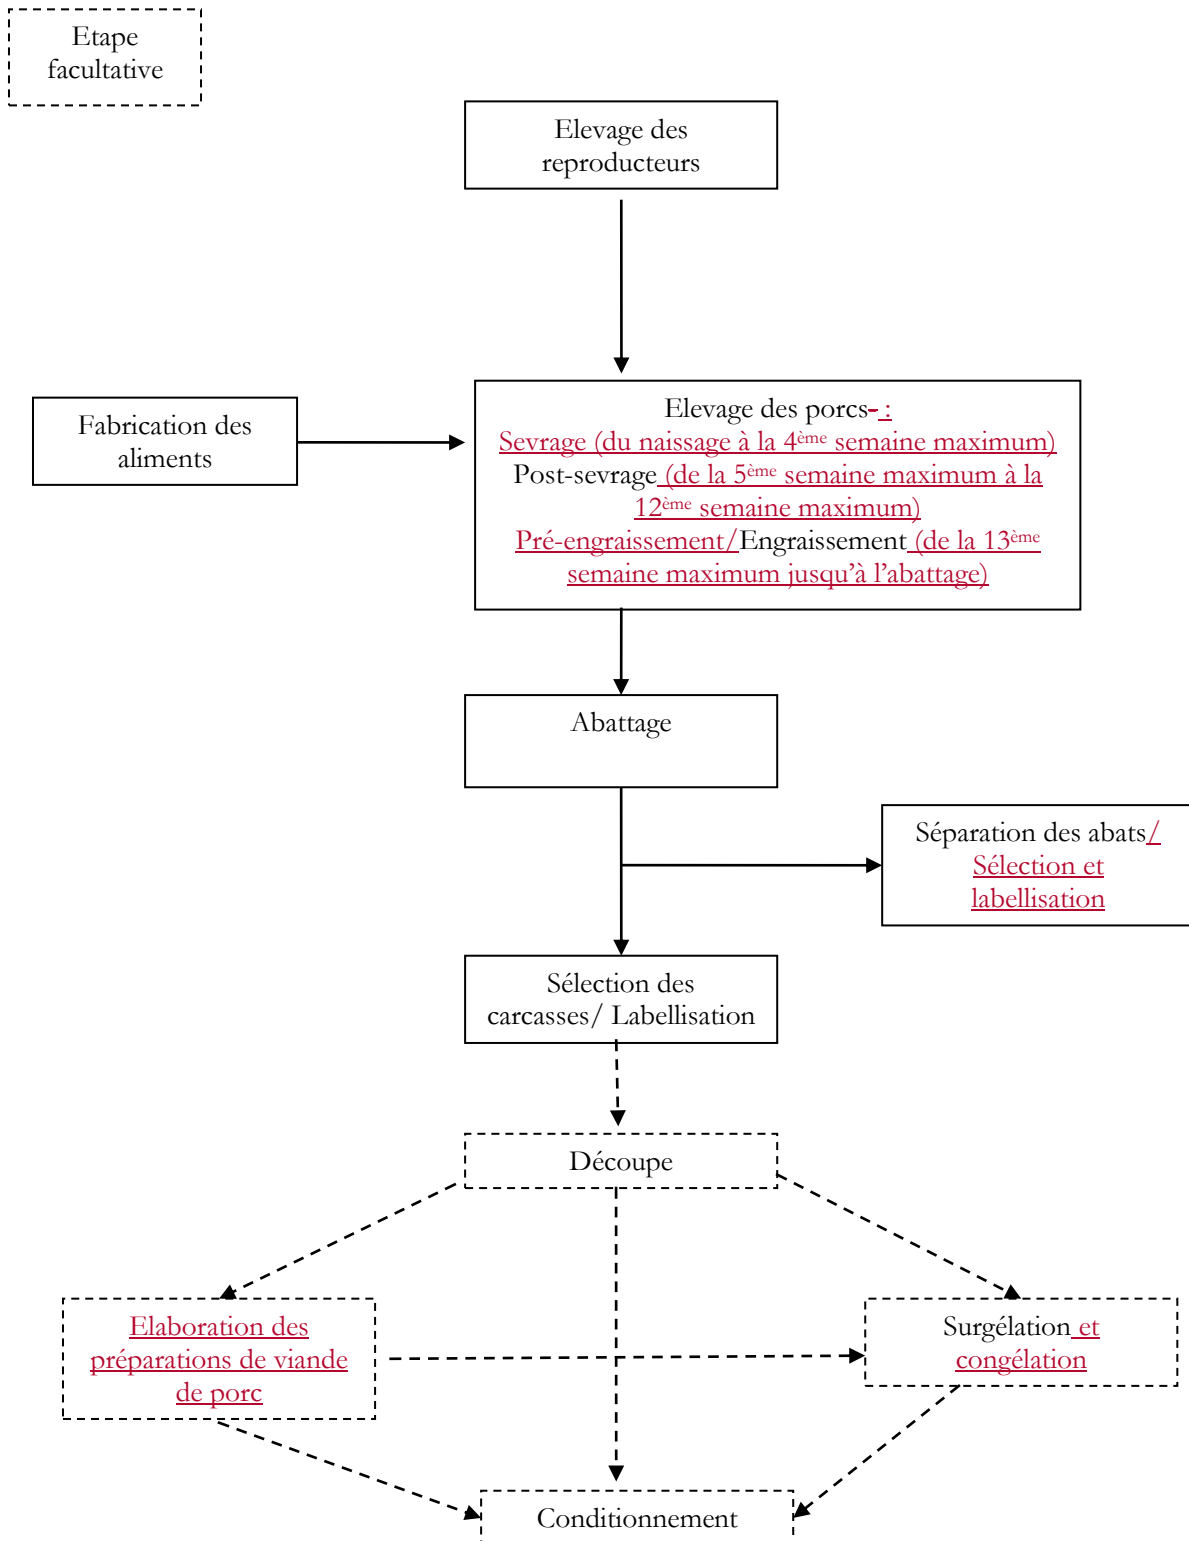 Etape
facultative
Elevage des
reproducteurs
Fabrication des
aliments
Elevage des porcs- :
Sevrage (du naissage à la 4ème semaine maximum)
Post-sevrage (de la 5ème semaine maximum à la
12ème semaine maximum)
Pré-engraissement/Engraissement (de la 13ème
semaine maximum jusqu’à l’abattage)
Abattage
Séparation des abats/
Sélection et
labellisation
Sélection des
carcasses/ Labellisation
Découpe
Elaboration des
préparations de viande
de porc
Surgélation et
congélation
Conditionnement